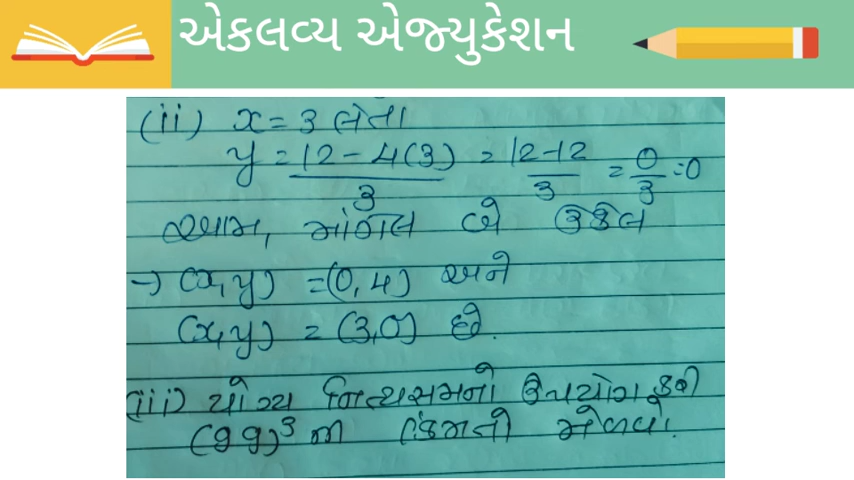 એકલવ્ય એજ્યુકેશન
(ii) x = 3 લેતા
y = 12 - 4(3) / 3 = 12-12 / 3 = 0/3 = 0
આમ, માંગેલ બે ઉકેલ
→ (x, y) = (0, 4) અને
(x, y) = (3, 0) છે.
(iii) યોગ્ય નિત્યસમનો ઉપયોગ કરી
(99)³ ની કિંમત મેળવો.